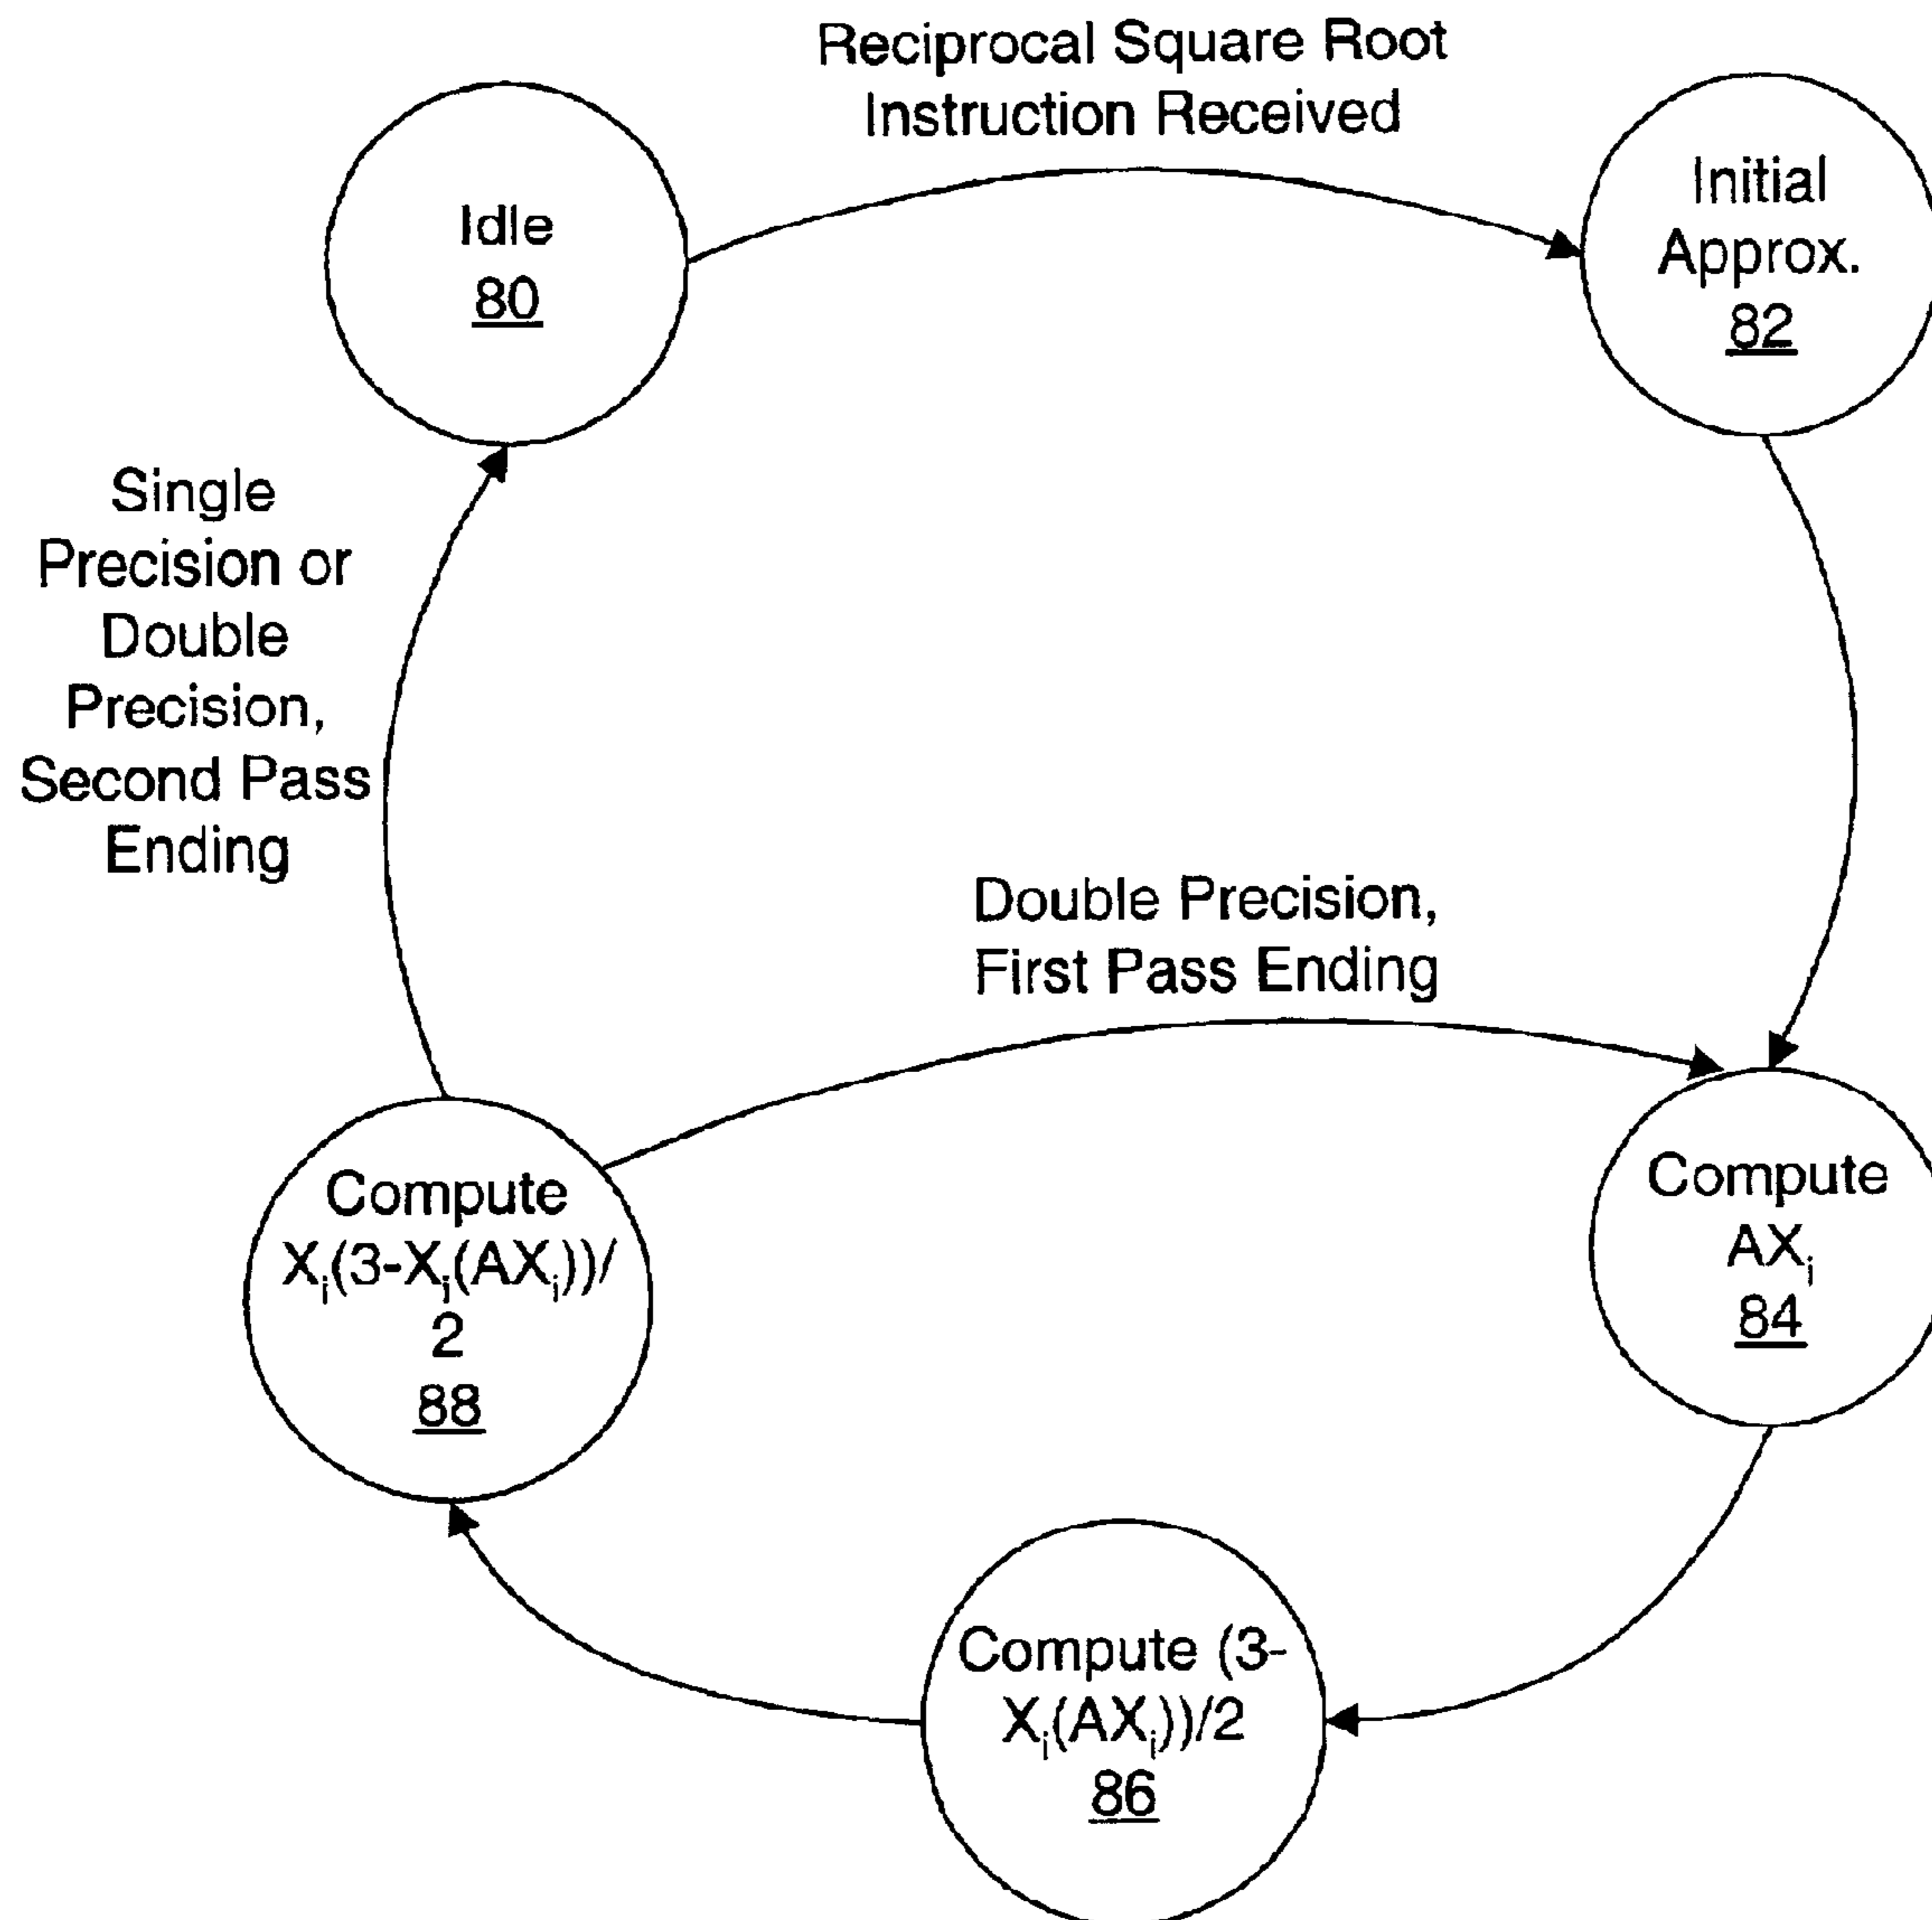 Reciprocal Square Root
Instruction Received
Idle
80
Initial
Approx.
82
Single
Precision or
Double
Precision,
Second Pass
Ending
Double Precision,
First Pass Ending
Compute
Xᵢ(3-Xᵢ(AXᵢ))/
2
88
Compute
AXᵢ
84
Compute (3-
Xᵢ(AXᵢ))/2
86